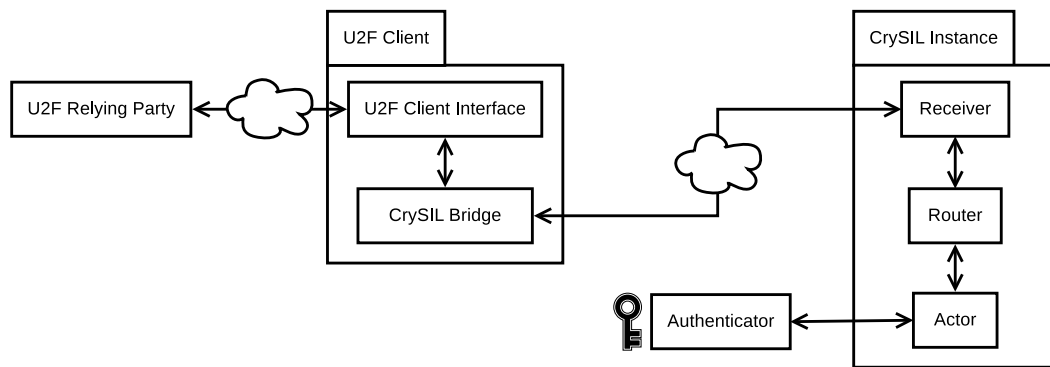 U2F Client
CrySIL Instance
U2F Relying Party
U2F Client Interface
Receiver
CrySIL Bridge
Router
Authenticator
Actor